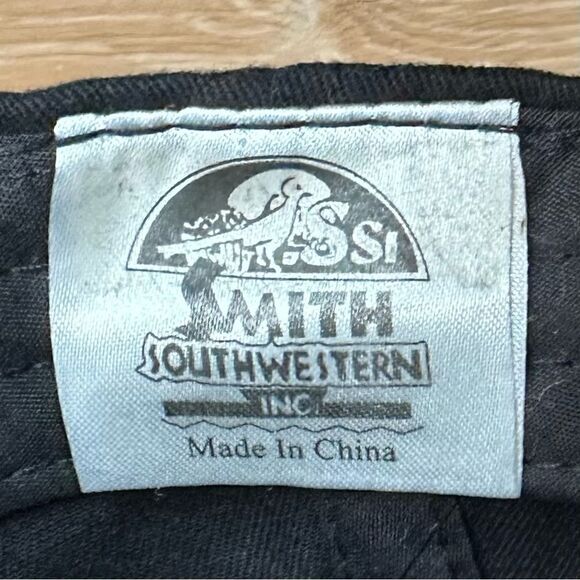 SSI
SMITH
SOUTHWESTERN
INC.
Made In China